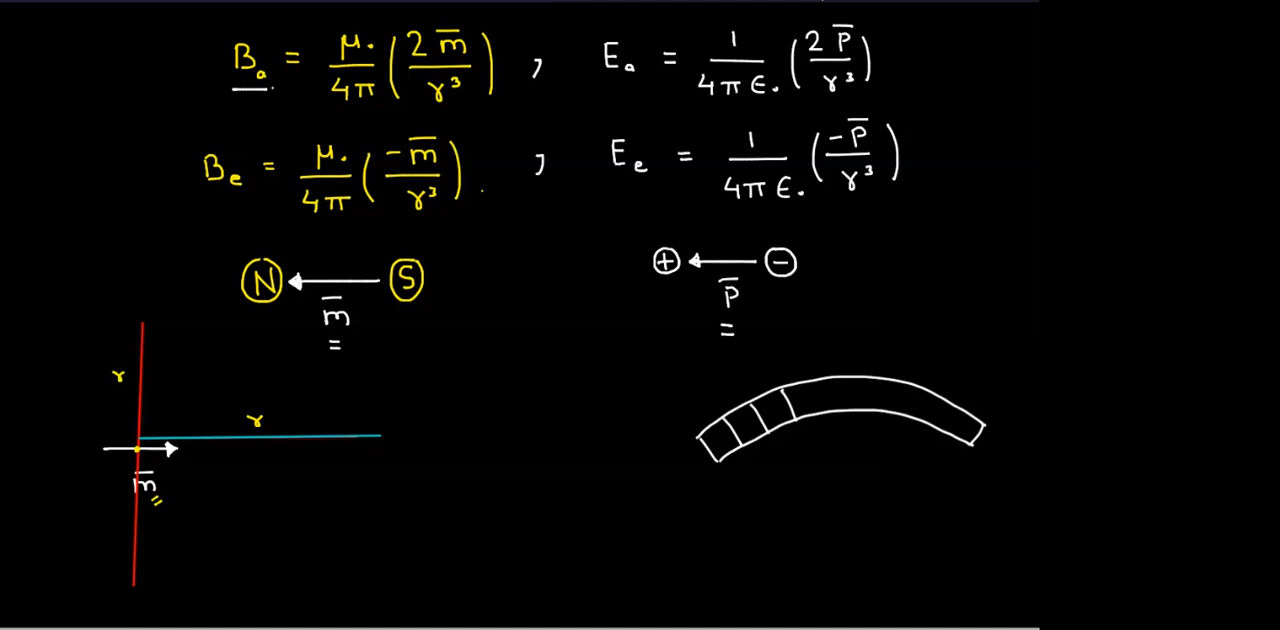 Bₐ = μ₀/4π (2m̅/r³) , Eₐ = 1/4πϵ₀ (2p̅/r³)
Bₑ = μ₀/4π (-m̅/r³) , Eₑ = 1/4πϵ₀ (-p̅/r³)
N S + -
m̅ p̅
r
r
m̅